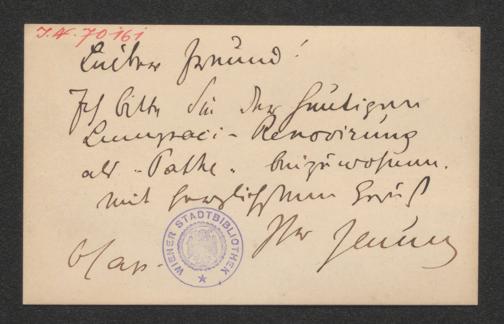 J.N. 70161
Lieber Freund!
Ich bitte Sie der heutigen
Lumpaci-Renovirung
als "Pathe" beizuwohnen.
mit herzlichstem Gruß
Ihr
WIENER STADTBIBLIOTHEK